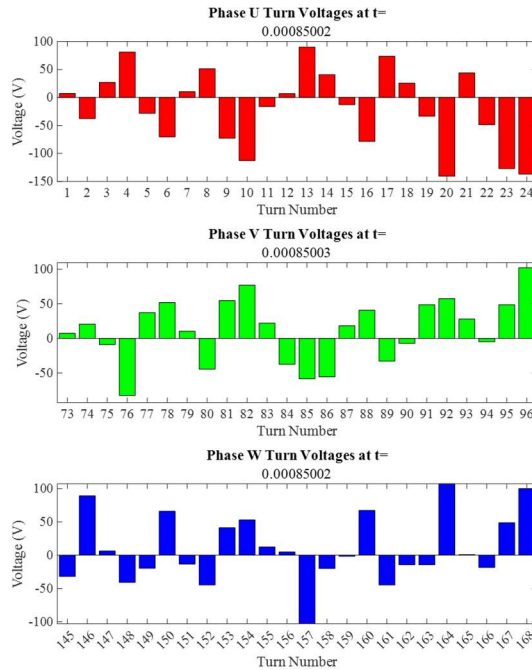 Phase U Turn Voltages at t=
0.00085002
100
50
0
-50
-100
-150
Voltage (V)
1 2 3 4 5 6 7 8 9 10 11 12 13 14 15 16 17 18 19 20 21 22 23 24
Turn Number
Phase V Turn Voltages at t=
0.00085003
100
50
0
-50
Voltage (V)
73 74 75 76 77 78 79 80 81 82 83 84 85 86 87 88 89 90 91 92 93 94 95 96
Turn Number
Phase W Turn Voltages at t=
0.00085002
100
50
0
-50
-100
Voltage (V)
145 146 147 148 149 150 151 152 153 154 155 156 157 158 159 160 161 162 163 164 165 166 167 168
Turn Number